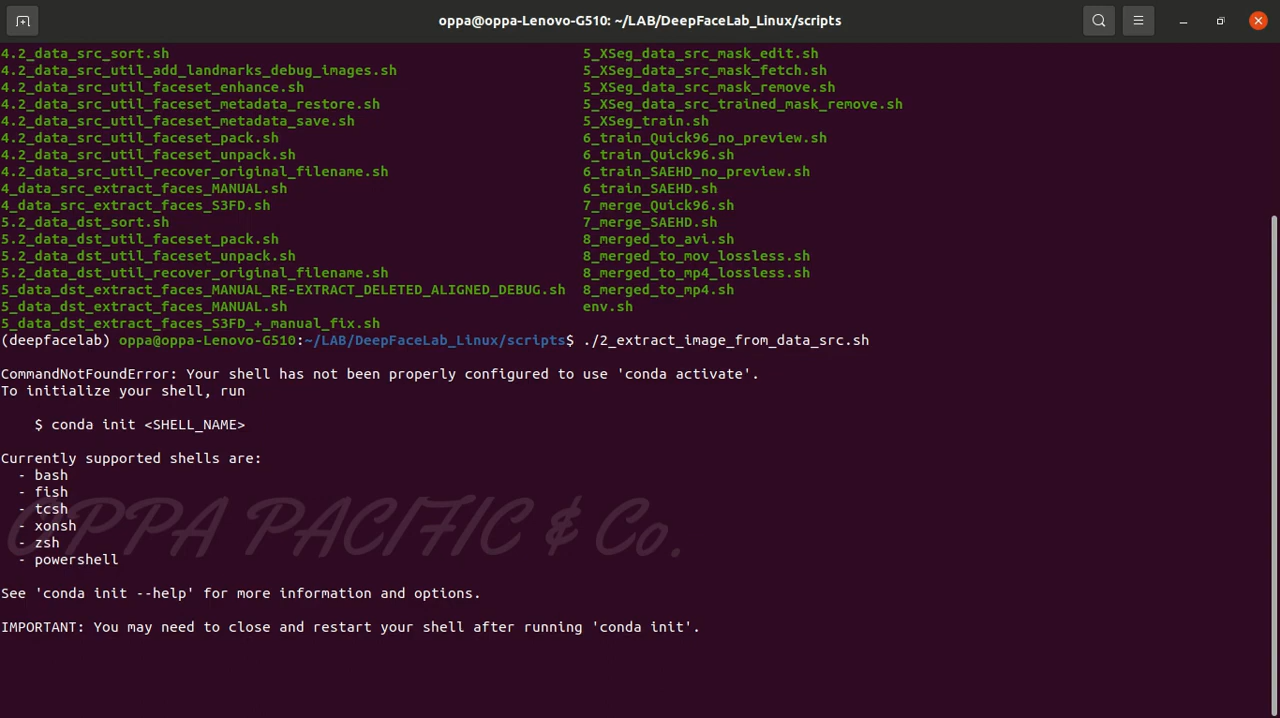 oppa@oppa-Lenovo-G510: ~/LAB/DeepFaceLab_Linux/scripts
4.2_data_src_sort.sh 5_XSeg_data_src_mask_edit.sh
4.2_data_src_util_add_landmarks_debug_images.sh 5_XSeg_data_src_mask_fetch.sh
4.2_data_src_util_faceset_enhance.sh 5_XSeg_data_src_mask_remove.sh
4.2_data_src_util_faceset_metadata_restore.sh 5_XSeg_data_src_trained_mask_remove.sh
4.2_data_src_util_faceset_metadata_save.sh 5_XSeg_train.sh
4.2_data_src_util_faceset_pack.sh 6_train_Quick96_no_preview.sh
4.2_data_src_util_faceset_unpack.sh 6_train_Quick96.sh
4.2_data_src_util_recover_original_filename.sh 6_train_SAEHD_no_preview.sh
4_data_src_extract_faces_MANUAL.sh 6_train_SAEHD.sh
4_data_src_extract_faces_S3FD.sh 7_merge_Quick96.sh
5.2_data_dst_sort.sh 7_merge_SAEHD.sh
5.2_data_dst_util_faceset_pack.sh 8_merged_to_avi.sh
5.2_data_dst_util_faceset_unpack.sh 8_merged_to_mov_lossless.sh
5.2_data_dst_util_recover_original_filename.sh 8_merged_to_mp4_lossless.sh
5_data_dst_extract_faces_MANUAL_RE-EXTRACT_DELETED_ALIGNED_DEBUG.sh 8_merged_to_mp4.sh
5_data_dst_extract_faces_MANUAL.sh env.sh
5_data_dst_extract_faces_S3FD_+_manual_fix.sh
(deepfacelab) oppa@oppa-Lenovo-G510:~/LAB/DeepFaceLab_Linux/scripts$ ./2_extract_image_from_data_src.sh
CommandNotFoundError: Your shell has not been properly configured to use 'conda activate'.
To initialize your shell, run
$ conda init <SHELL_NAME>
Currently supported shells are:
- bash
- fish
- tcsh
- xonsh
- zsh
- powershell
OPPA PACIFIC & Co.
See 'conda init --help' for more information and options.
IMPORTANT: You may need to close and restart your shell after running 'conda init'.